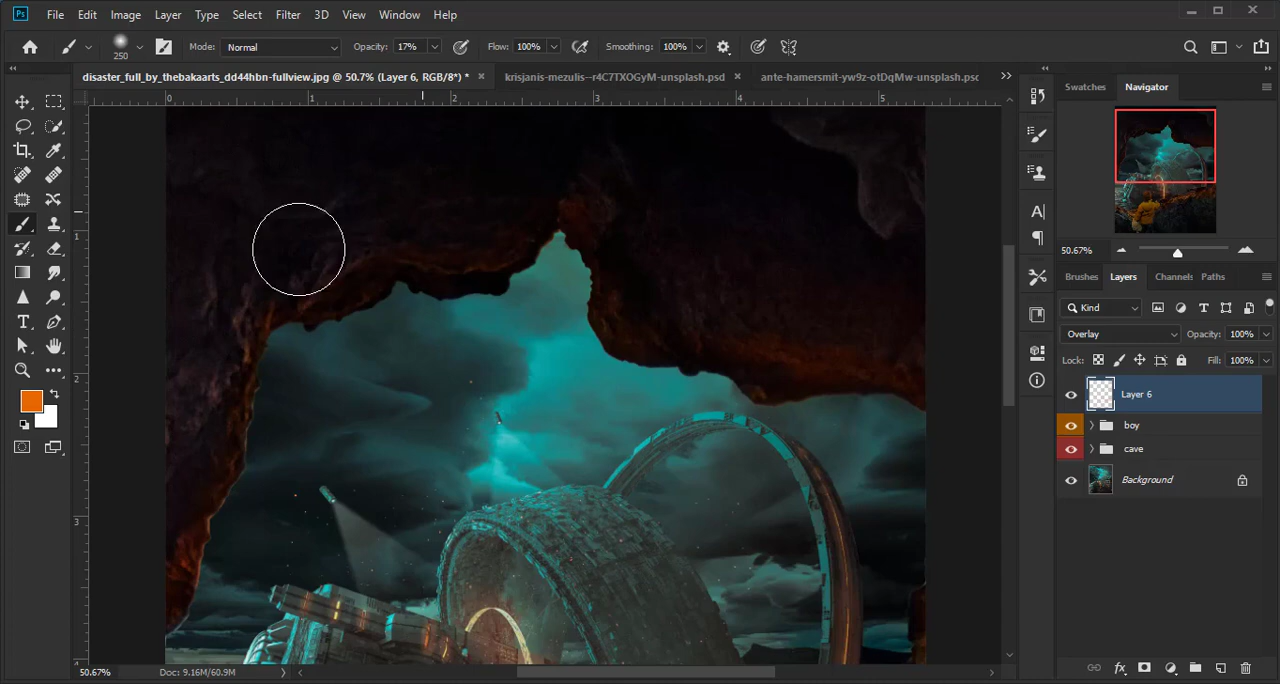 Ps File Edit Image Layer Type Select Filter 3D View Window Help
250 Mode: Normal Opacity: 17% Flow: 100% Smoothing: 100%
disaster_full_by_thebakaarts_dd44hbn-fullview.jpg @ 50.7% (Layer 6, RGB/8*) * krisjanis-mezulis--r4C7TXOGyM-unsplash.psd ante-hamersmit-yw9z-otDqMw-unsplash.psd
0 1 2 3 4 5
1
2
3
4
Swatches Navigator
50.67%
Brushes Layers Channels Paths
Kind
Overlay Opacity: 100%
Lock: Fill: 100%
Layer 6
boy
cave
Background
50.67% Doc: 9.16M/60.9M